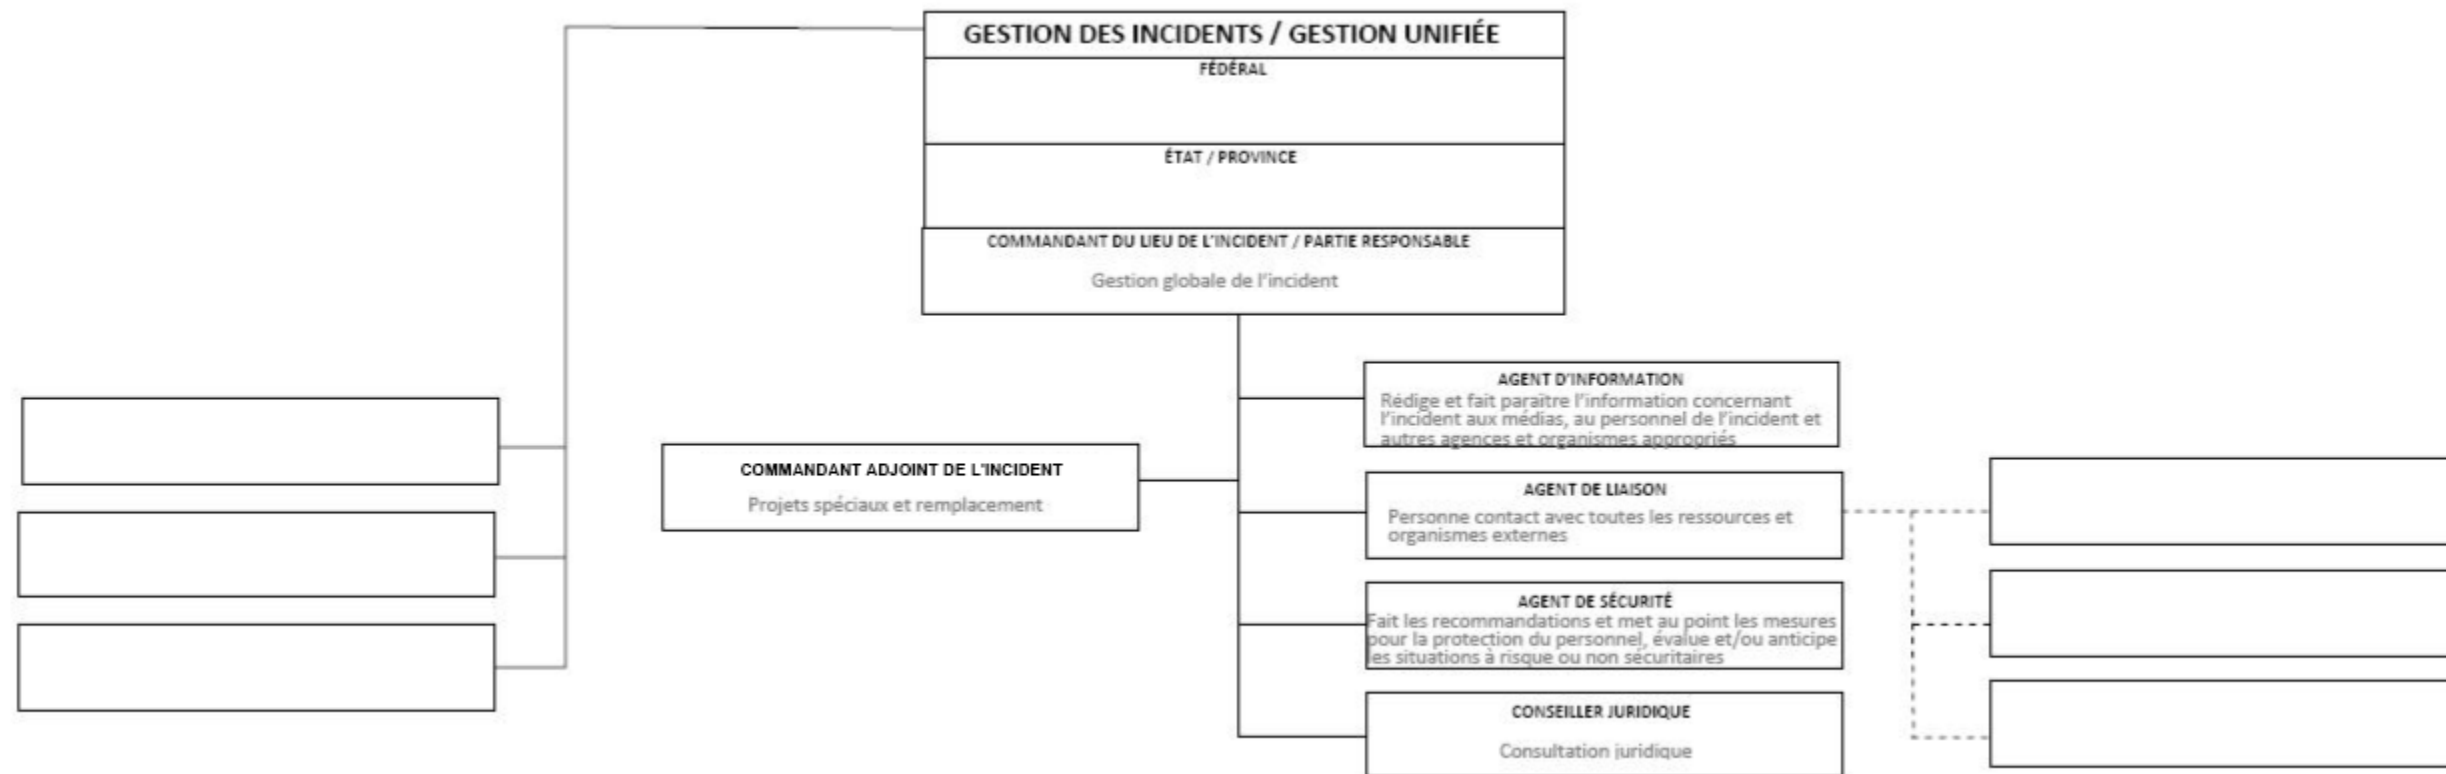 GESTION DES INCIDENTS / GESTION UNIFIÉE
FÉDÉRAL
ÉTAT / PROVINCE
COMMANDANT DU LIEU DE L'INCIDENT / PARTIE RESPONSABLE
Gestion globale de l'incident
AGENT D'INFORMATION
Rédige et fait paraître l'information concernant
l'incident aux médias, au personnel de l'incident et
autres agences et organismes appropriés
COMMANDANT ADJOINT DE L'INCIDENT
Projets spéciaux et remplacement
AGENT DE LIAISON
Personne contact avec toutes les ressources et
organismes externes
AGENT DE SÉCURITÉ
Fait les recommandations et met au point les mesures
pour la protection du personnel, évalue et/ou anticipe
les situations à risque ou non sécuritaires
CONSEILLER JURIDIQUE
Consultation juridique